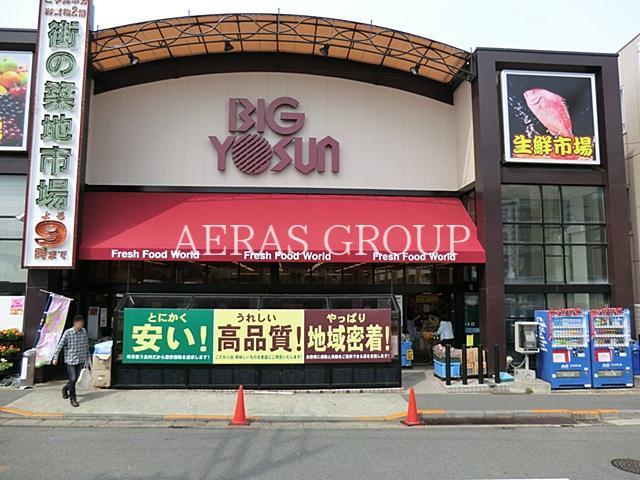 街の築地市場
よる
9
時まで
BIG
YOSUN
生鮮市場
AERAS GROUP
Fresh Food World
Fresh Food World
Fresh Food World
とにかく
安い!
うれしい
高品質!
やっぱり
地域密着!